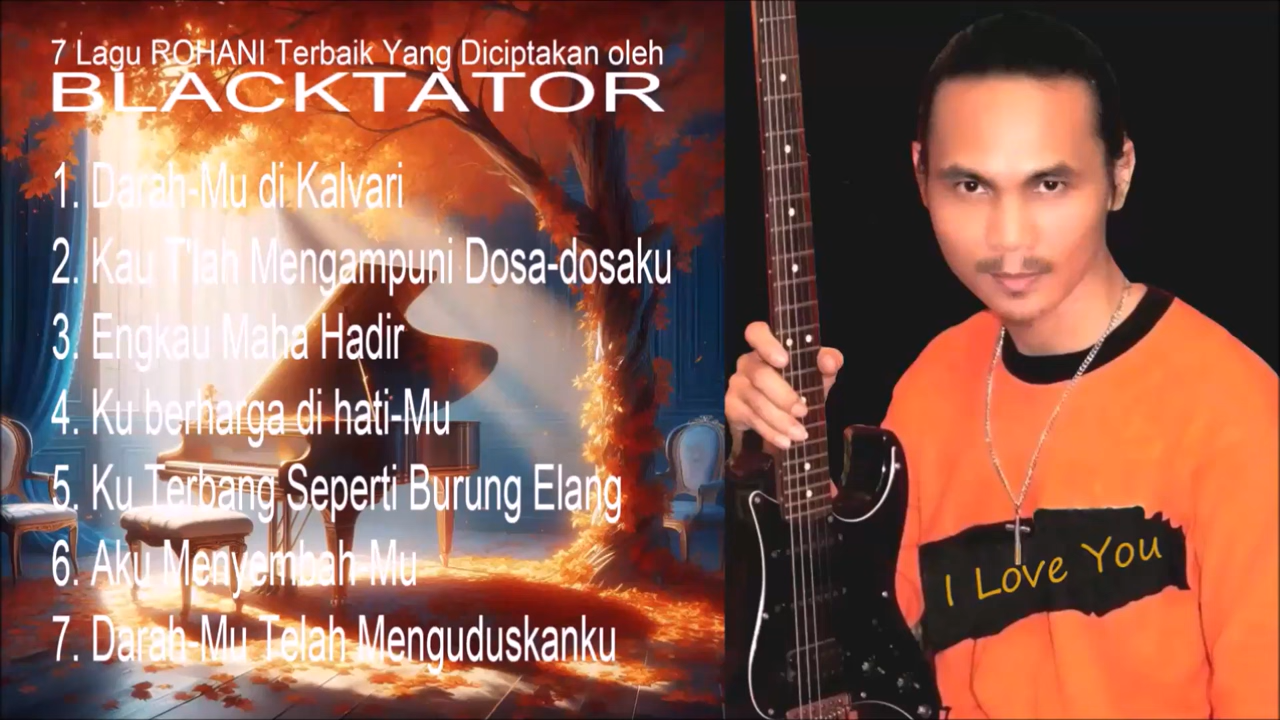 7 Lagu ROHANI Terbaik Yang Diciptakan oleh
BLACKTATOR
1. Darah-Mu di Kalvari
2. Kau T'lah Mengampuni Dosa-dosaku
3. Engkau Maha Hadir
4. Ku berharga di hati-Mu
5. Ku Terbang Seperti Burung Elang
6. Aku Menyembah-Mu
7. Darah-Mu Telah Menguduskanku
I Love You